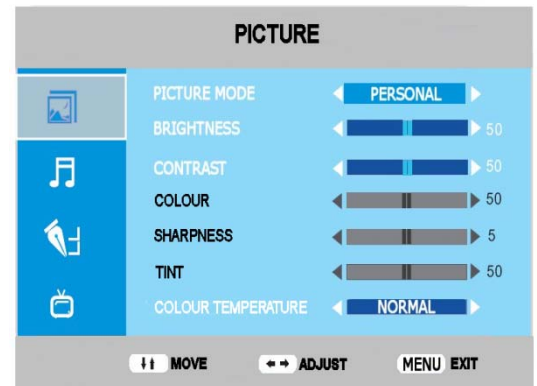 PICTURE
PICTURE MODE PERSONAL
BRIGHTNESS 50
CONTRAST 50
COLOUR 50
SHARPNESS 5
TINT 50
COLOUR TEMPERATURE NORMAL
MOVE ADJUST MENU EXIT